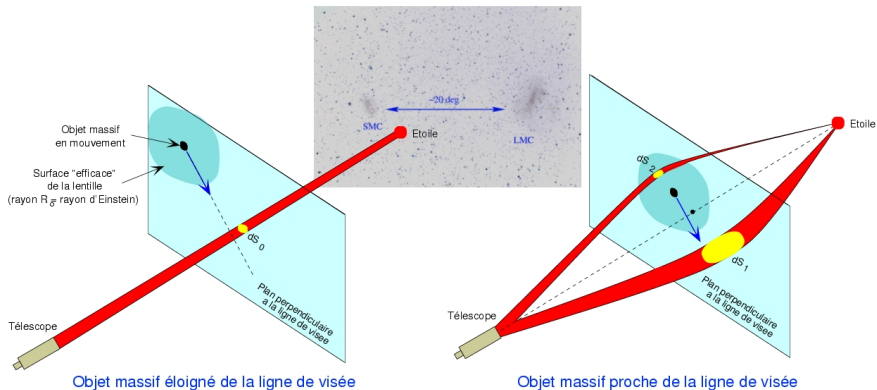 ~20 deg
SMC
LMC
Objet massif
en mouvement
Surface "efficace"
de la lentille
(rayon R_E = rayon d'Einstein)
Etoile
dS 0
Plan perpendiculaire
a la ligne de
visee
Télescope
Objet massif éloigné de la ligne de visée
Etoile
dS 2
dS 1
Plan perpendiculaire
a la ligne de
visee
Télescope
Objet massif proche de la ligne de visée